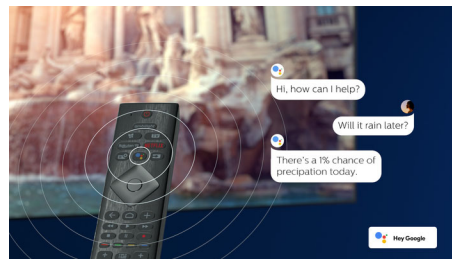 Hi, how can I help?
Will it rain later?
There's a 1% chance of
precipation today.
Hey Google